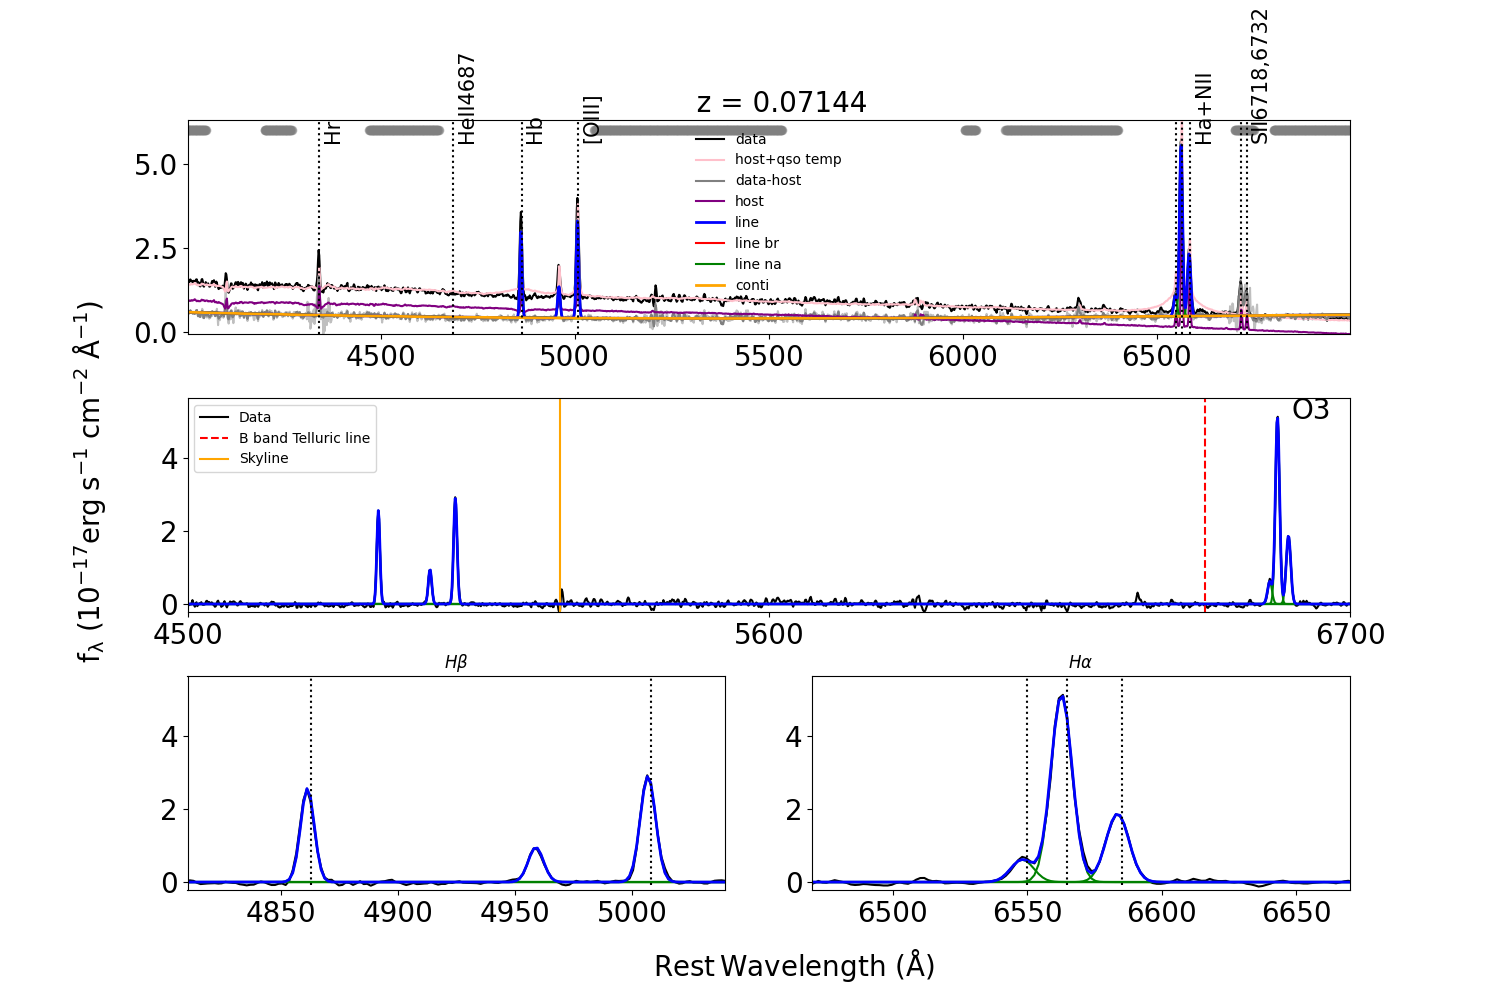 z = 0.07144
Hr
HeII4687
Hb
[OIII]
Ha+NII
SII6718,6732
data
host+qso temp
data-host
host
line
line br
line na
conti
5.0
2.5
0.0
4500 5000 5500 6000 6500
Data
B band Telluric line
Skyline
O3
4
2
0
4500 5600 6700
fλ (10⁻¹⁷erg s⁻¹ cm⁻² Å⁻¹)
Hβ
4
2
0
4850 4900 4950 5000
Hα
4
2
0
6500 6550 6600 6650
Rest Wavelength (Å)